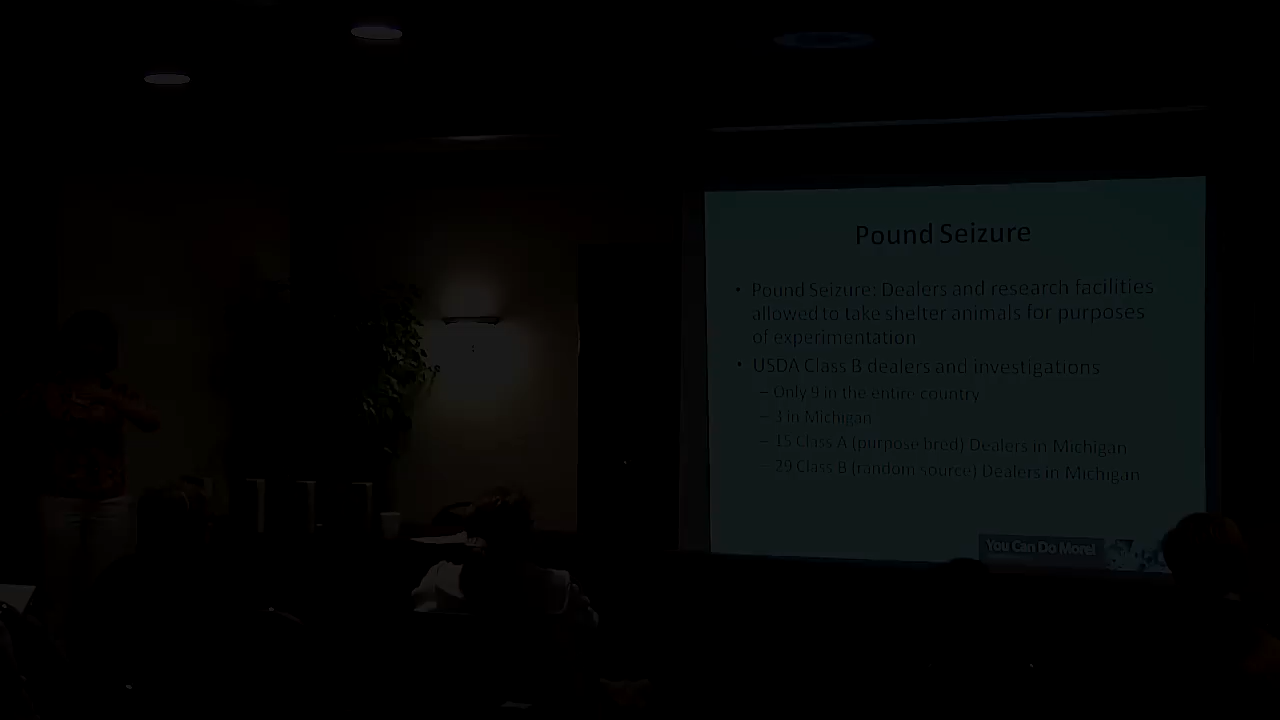 Pound Seizure
• Pound Seizure: Dealers and research facilities
allowed to take shelter animals for purposes
of experimentation
• USDA Class B dealers and investigations
– Only 9 in the entire country
– 3 in Michigan
– 15 Class A (purpose bred) Dealers in Michigan
– 29 Class B (random source) Dealers in Michigan
You Can Do More!